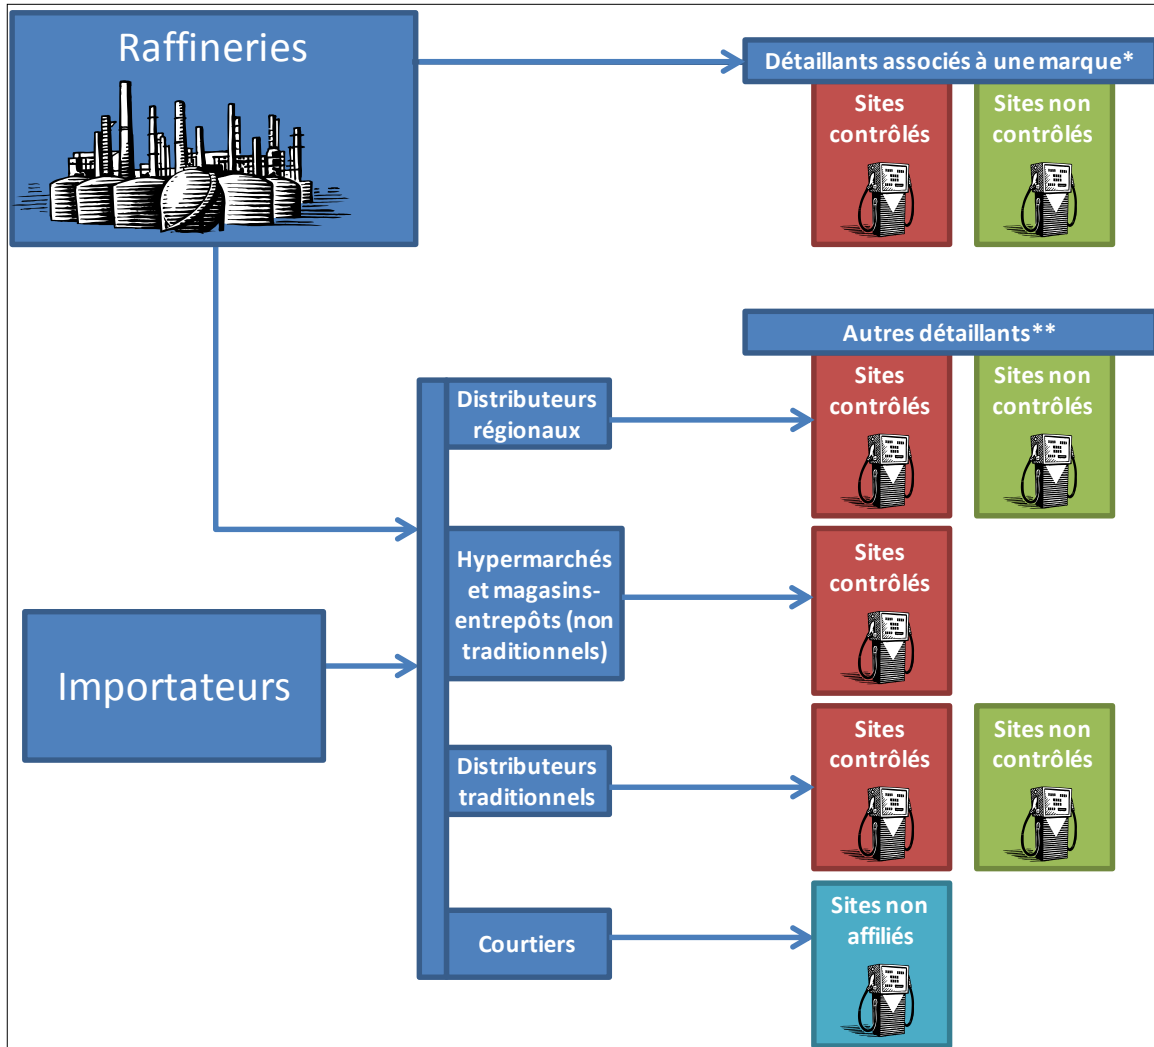 Raffineries
Détaillants associés à une marque*
Sites
contrôlés
Sites non
contrôlés
Autres détaillants**
Distributeurs
régionaux
Sites
contrôlés
Sites non
contrôlés
Hypermarchés
et magasins-
entrepôts (non
traditionnels)
Sites
contrôlés
Importateurs
Distributeurs
traditionnels
Sites
contrôlés
Sites non
contrôlés
Courtiers
Sites non
affiliés